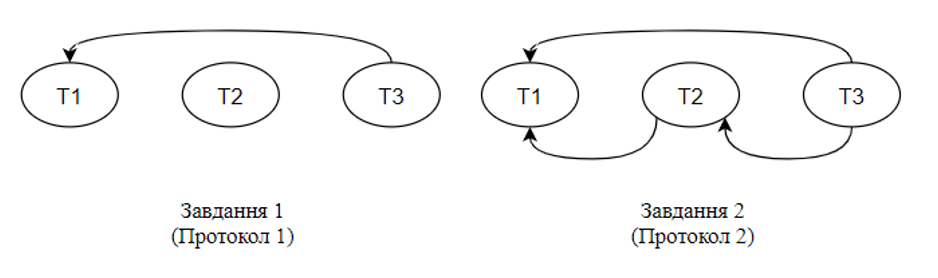 T1 T2 T3 T1 T2 T3
Завдання 1
(Протокол 1)
Завдання 2
(Протокол 2)